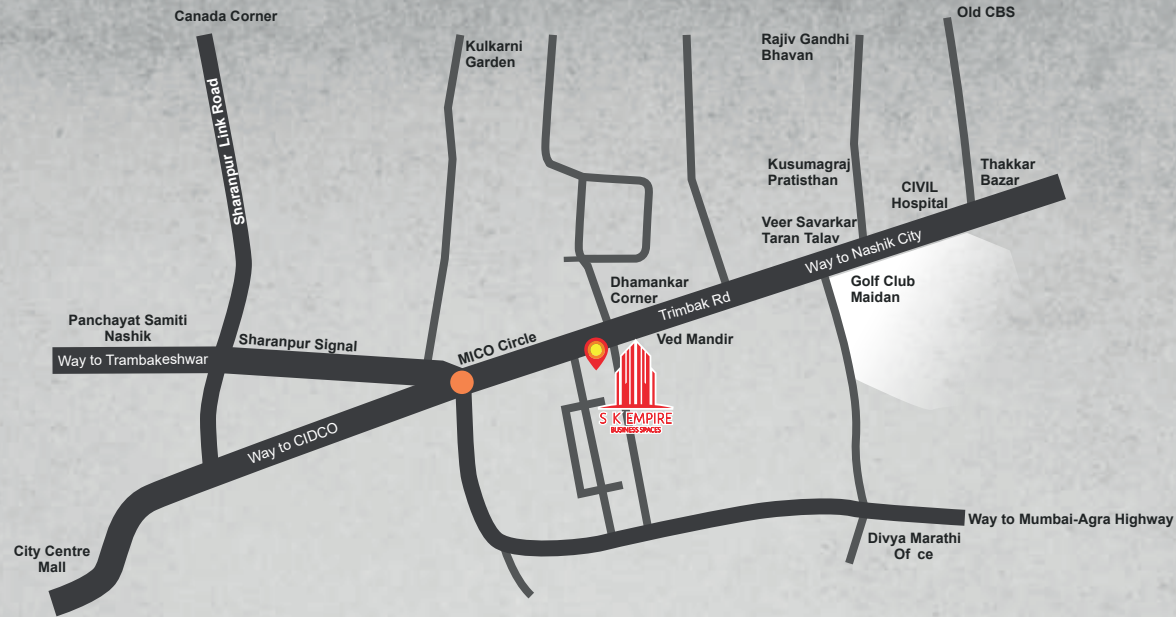 Canada Corner
Old CBS
Kulkarni
Garden
Rajiv Gandhi
Bhavan
Sharanpur Link Road
Kusumagraj
Pratisthan
Thakkar
Bazar
CIVIL
Hospital
Veer Savarkar
Taran Talav
Way to Nashik City
Golf Club
Maidan
Dhamankar
Corner
Trimbak Rd
Ved Mandir
Panchayat Samiti
Nashik
Way to Trambakeshwar
Sharanpur Signal
MICO Circle
S K EMPIRE
BUSINESS SPACES
Way to CIDCO
Way to Mumbai-Agra Highway
Divya Marathi
Of ce
City Centre
Mall